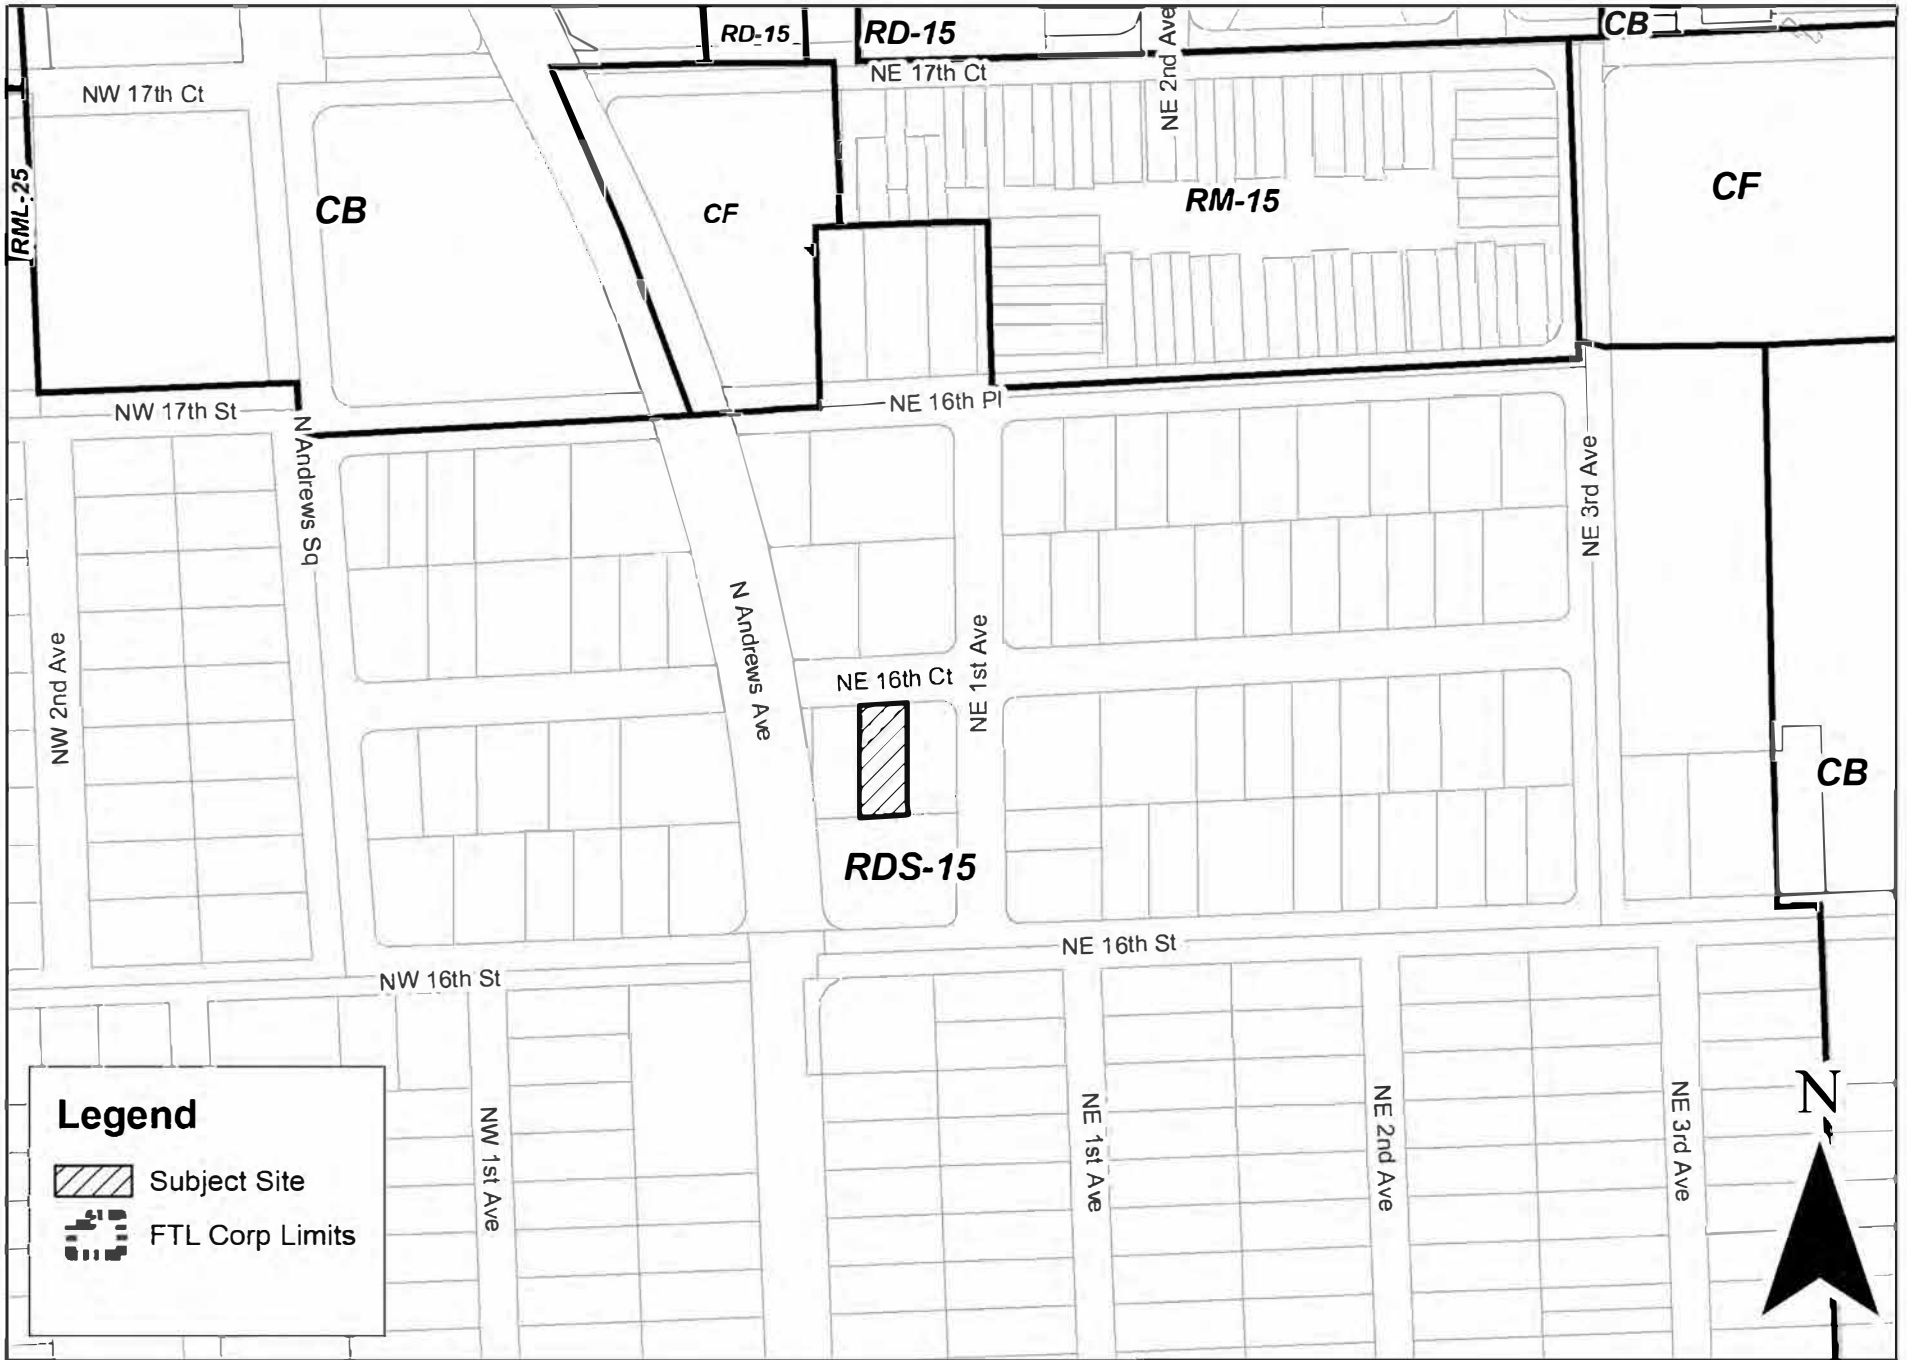 RD-15
RD-15
CB
NE 2nd Ave
NE 17th Ct
NW 17th Ct
RML-25
CB
CF
RM-15
CF
NE 16th Pl
NW 17th St
N Andrews Sq
NE 3rd Ave
N Andrews Ave
NE 1st Ave
NW 2nd Ave
NE 16th Ct
CB
RDS-15
NE 16th St
NW 16th St
NW 1st Ave
NE 1st Ave
NE 2nd Ave
NE 3rd Ave
N
Legend
Subject Site
FTL Corp Limits